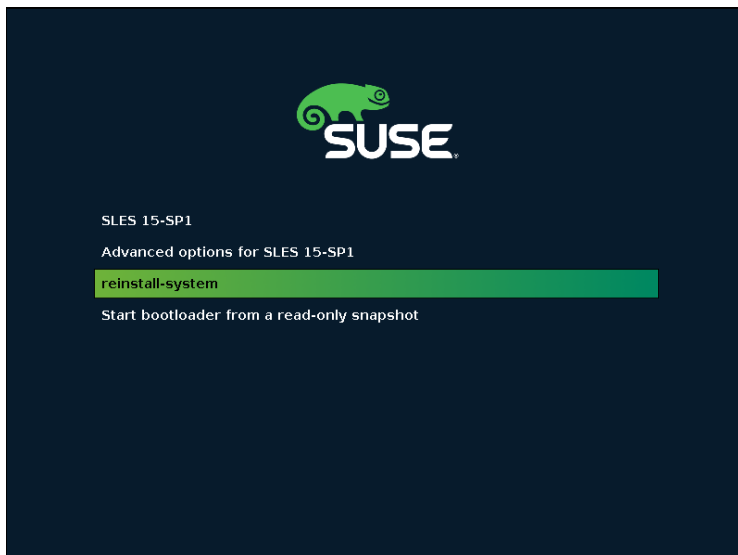 SUSE
SLES 15-SP1
Advanced options for SLES 15-SP1
reinstall-system
Start bootloader from a read-only snapshot